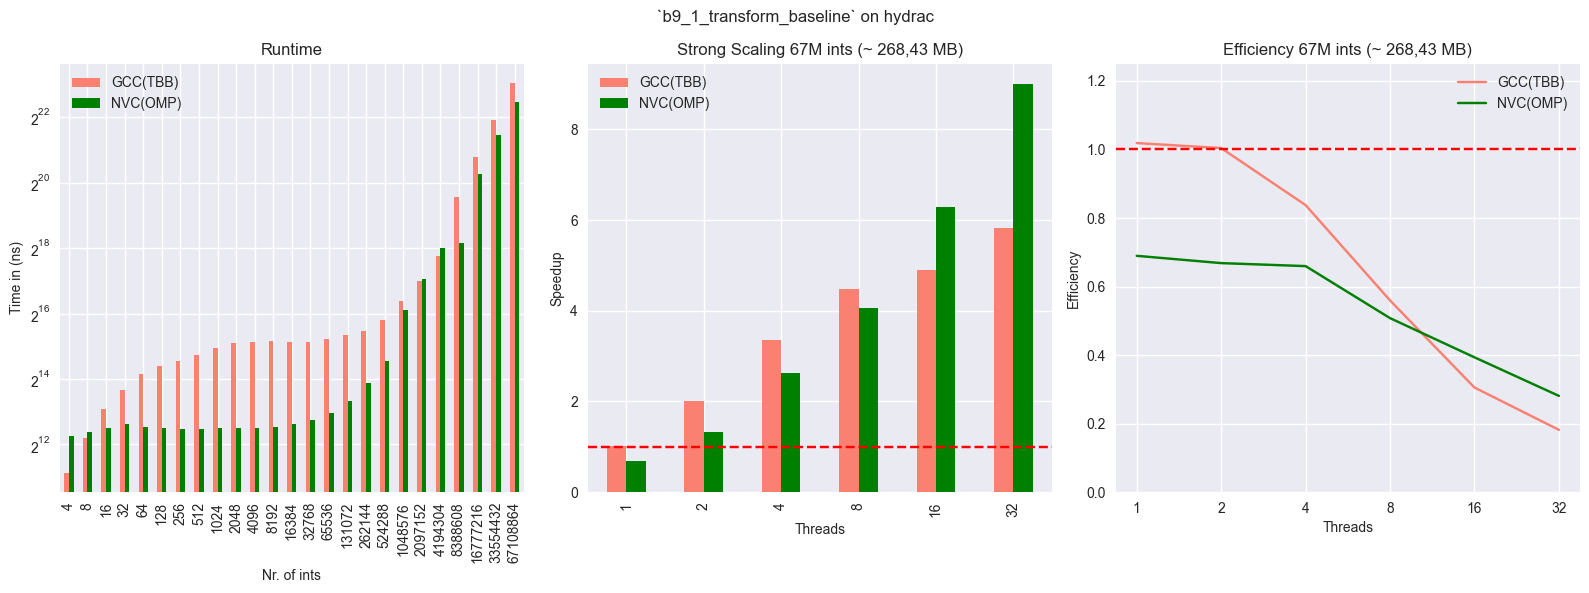 `b9_1_transform_baseline` on hydrac
Runtime
GCC(TBB)
NVC(OMP)
Time in (ns)
2^22
2^20
2^18
2^16
2^14
2^12
4 8 16 32 64 128 256 512 1024 2048 4096 8192 16384 32768 65536 131072 262144 524288 1048576 2097152 4194304 8388608 16777216 33554432 67108864
Nr. of ints
Strong Scaling 67M ints (~ 268,43 MB)
GCC(TBB)
NVC(OMP)
Speedup
8
6
4
2
0
1 2 4 8 16 32
Threads
Efficiency 67M ints (~ 268,43 MB)
GCC(TBB)
NVC(OMP)
Efficiency
1.2
1.0
0.8
0.6
0.4
0.2
0.0
1 2 4 8 16 32
Threads